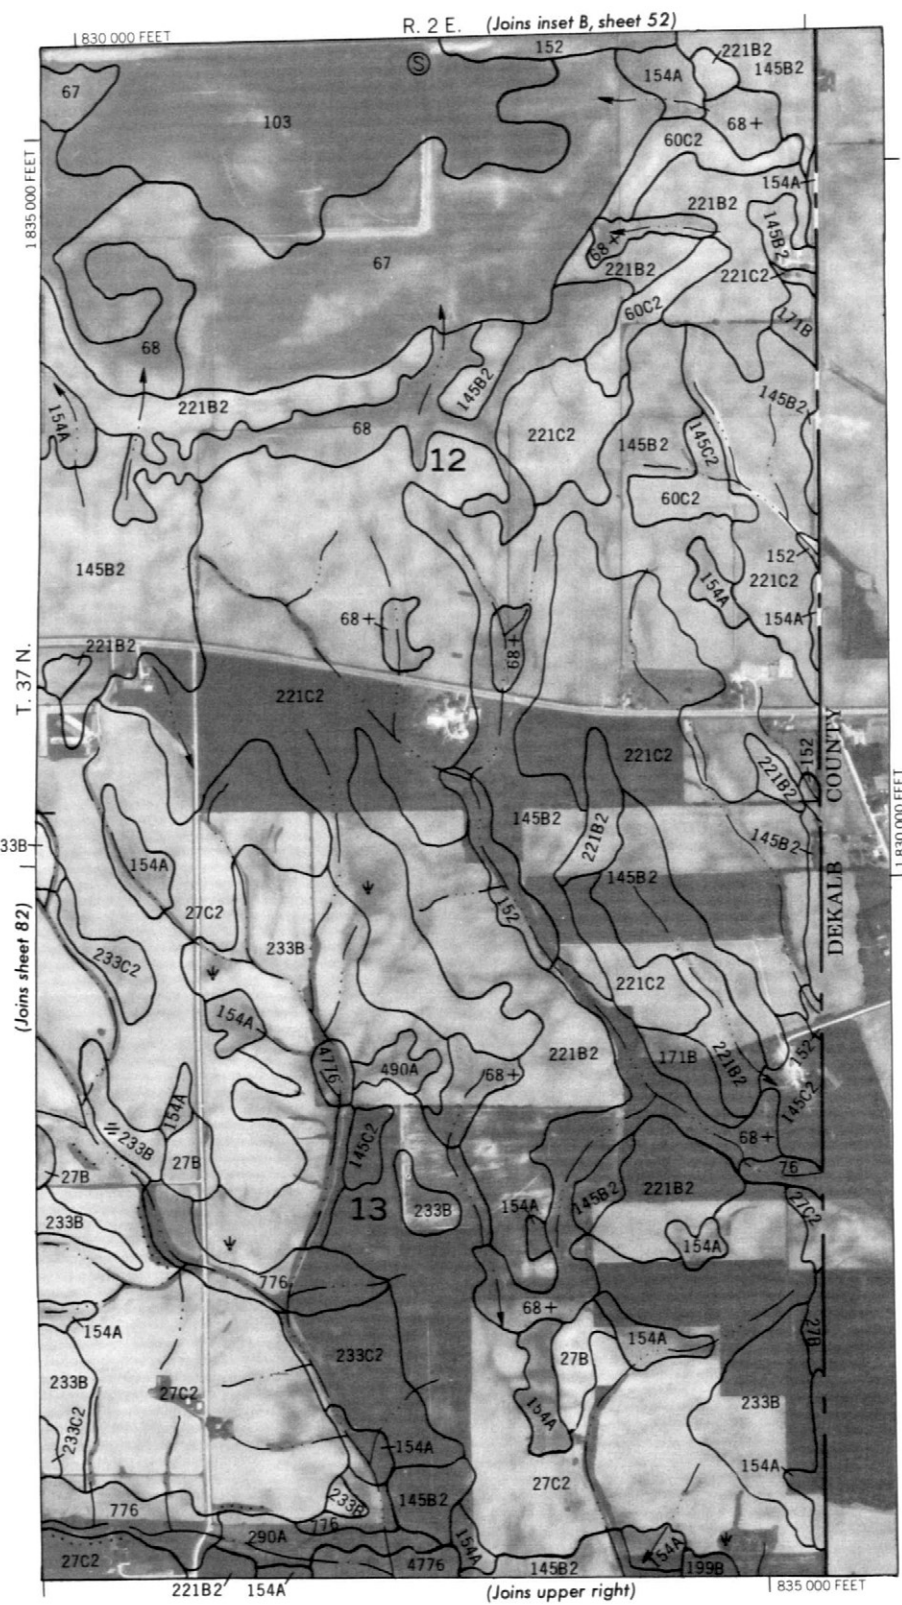 830 000 FEET
R. 2 E. (Joins inset B, sheet 52)
152
221B2
145B2
154A
S
67
103
68+
60C2
1 835 000 FEET
154A
221B2
145B2
68+
67
221B2
221C2
60C2
171B
68
145B2
221B2
145B2
154A
68
221C2
145B2
145C2
12
60C2
152
145B2
221C2
154A
154A
68+
68+
T. 37 N.
221B2
221C2
221C2
152
221B2
DEKALB COUNTY
145B2
221B2
145B2
1 830 000 FEET
33B
154A
145B2
27C2
152
(Joins sheet 82)
233B
233C2
221C2
154A
4776
490A
221B2
171B
221B2
152
68+
145C2
154A
233B
145C2
68+
27B
27B
76
13
233B
154A
145B2
221B2
27C2
233B
154A
776
68+
154A
154A
27B
27B
233C2
233B
27C2
154A
233B
233C2
154A
154A
27C2
233B
145B2
776
776
290A
154A
154A
27C2
4776
145B2
199B
221B2
154A
(Joins upper right)
835 000 FEET